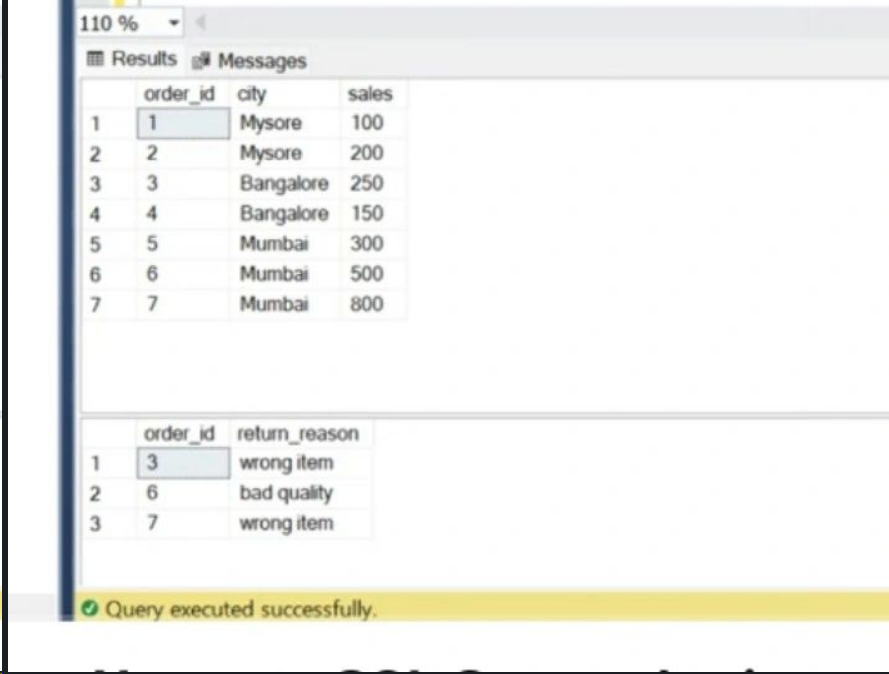 110 %
Results Messages
order_id city sales
1 1 Mysore 100
2 2 Mysore 200
3 3 Bangalore 250
4 4 Bangalore 150
5 5 Mumbai 300
6 6 Mumbai 500
7 7 Mumbai 800
order_id return_reason
1 3 wrong item
2 6 bad quality
3 7 wrong item
Query executed successfully.